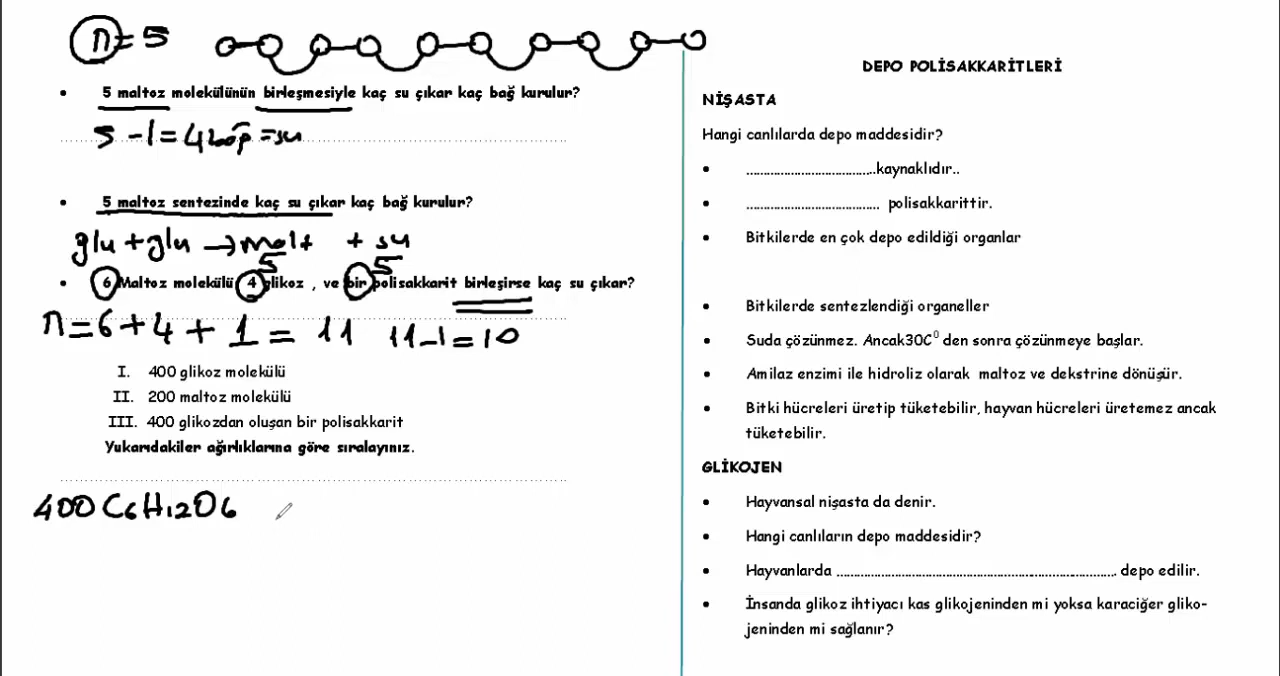 n=5
• 5 maltoz molekülünün birleşmesiyle kaç su çıkar kaç bağ kurulur?
5 - 1 = 4 = su
• 5 maltoz sentezinde kaç su çıkar kaç bağ kurulur?
glu + glu → malt + su
5 5
• 6 Maltoz molekülü 4 glikoz , ve bir polisakkarit birleşirse kaç su çıkar?
n = 6 + 4 + 1 = 11 11-1 = 10
I. 400 glikoz molekülü
II. 200 maltoz molekülü
III. 400 glikozdan oluşan bir polisakkarit
Yukarıdakiler ağırlıklarına göre sıralayınız.
400 C6H12O6
DEPO POLİSAKKARİTLERİ
NİŞASTA
Hangi canlılarda depo maddesidir?
• ......................................kaynaklıdır..
• ....................................... polisakkarittir.
• Bitkilerde en çok depo edildiği organlar
• Bitkilerde sentezlendiği organeller
• Suda çözünmez. Ancak30C⁰ den sonra çözünmeye başlar.
• Amilaz enzimi ile hidroliz olarak maltoz ve dekstrine dönüşür.
• Bitki hücreleri üretip tüketebilir, hayvan hücreleri üretemez ancak
tüketebilir.
GLİKOJEN
• Hayvansal nişasta da denir.
• Hangi canlıların depo maddesidir?
• Hayvanlarda .................................................................................. depo edilir.
• İnsanda glikoz ihtiyacı kas glikojeninden mi yoksa karaciğer gliko-
jeninden mi sağlanır?